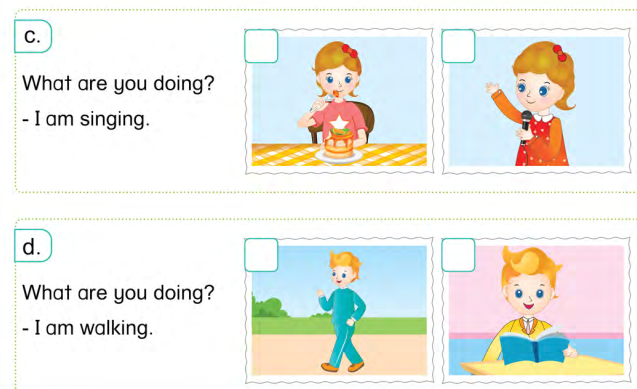 c.
What are you doing?
- I am singing.
d.
What are you doing?
- I am walking.